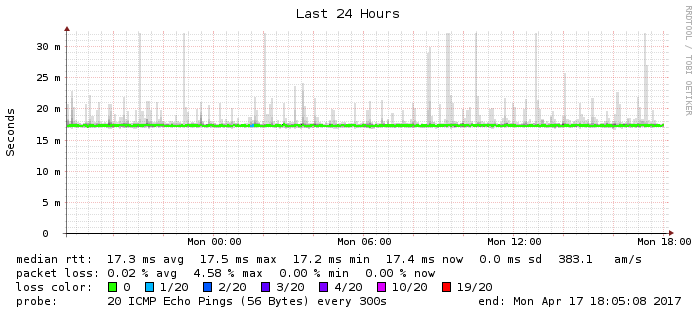 Last 24 Hours
RRDTOOL / TOBI OETIKER
Seconds
30 m
25 m
20 m
15 m
10 m
5 m
0
Mon 00:00 Mon 06:00 Mon 12:00 Mon 18:00
median rtt: 17.3 ms avg 17.5 ms max 17.2 ms min 17.4 ms now 0.0 ms sd 383.1 am/s
packet loss: 0.02 % avg 4.58 % max 0.00 % min 0.00 % now
loss color: 0 1/20 2/20 3/20 4/20 10/20 19/20
probe: 20 ICMP Echo Pings (56 Bytes) every 300s end: Mon Apr 17 18:05:08 2017